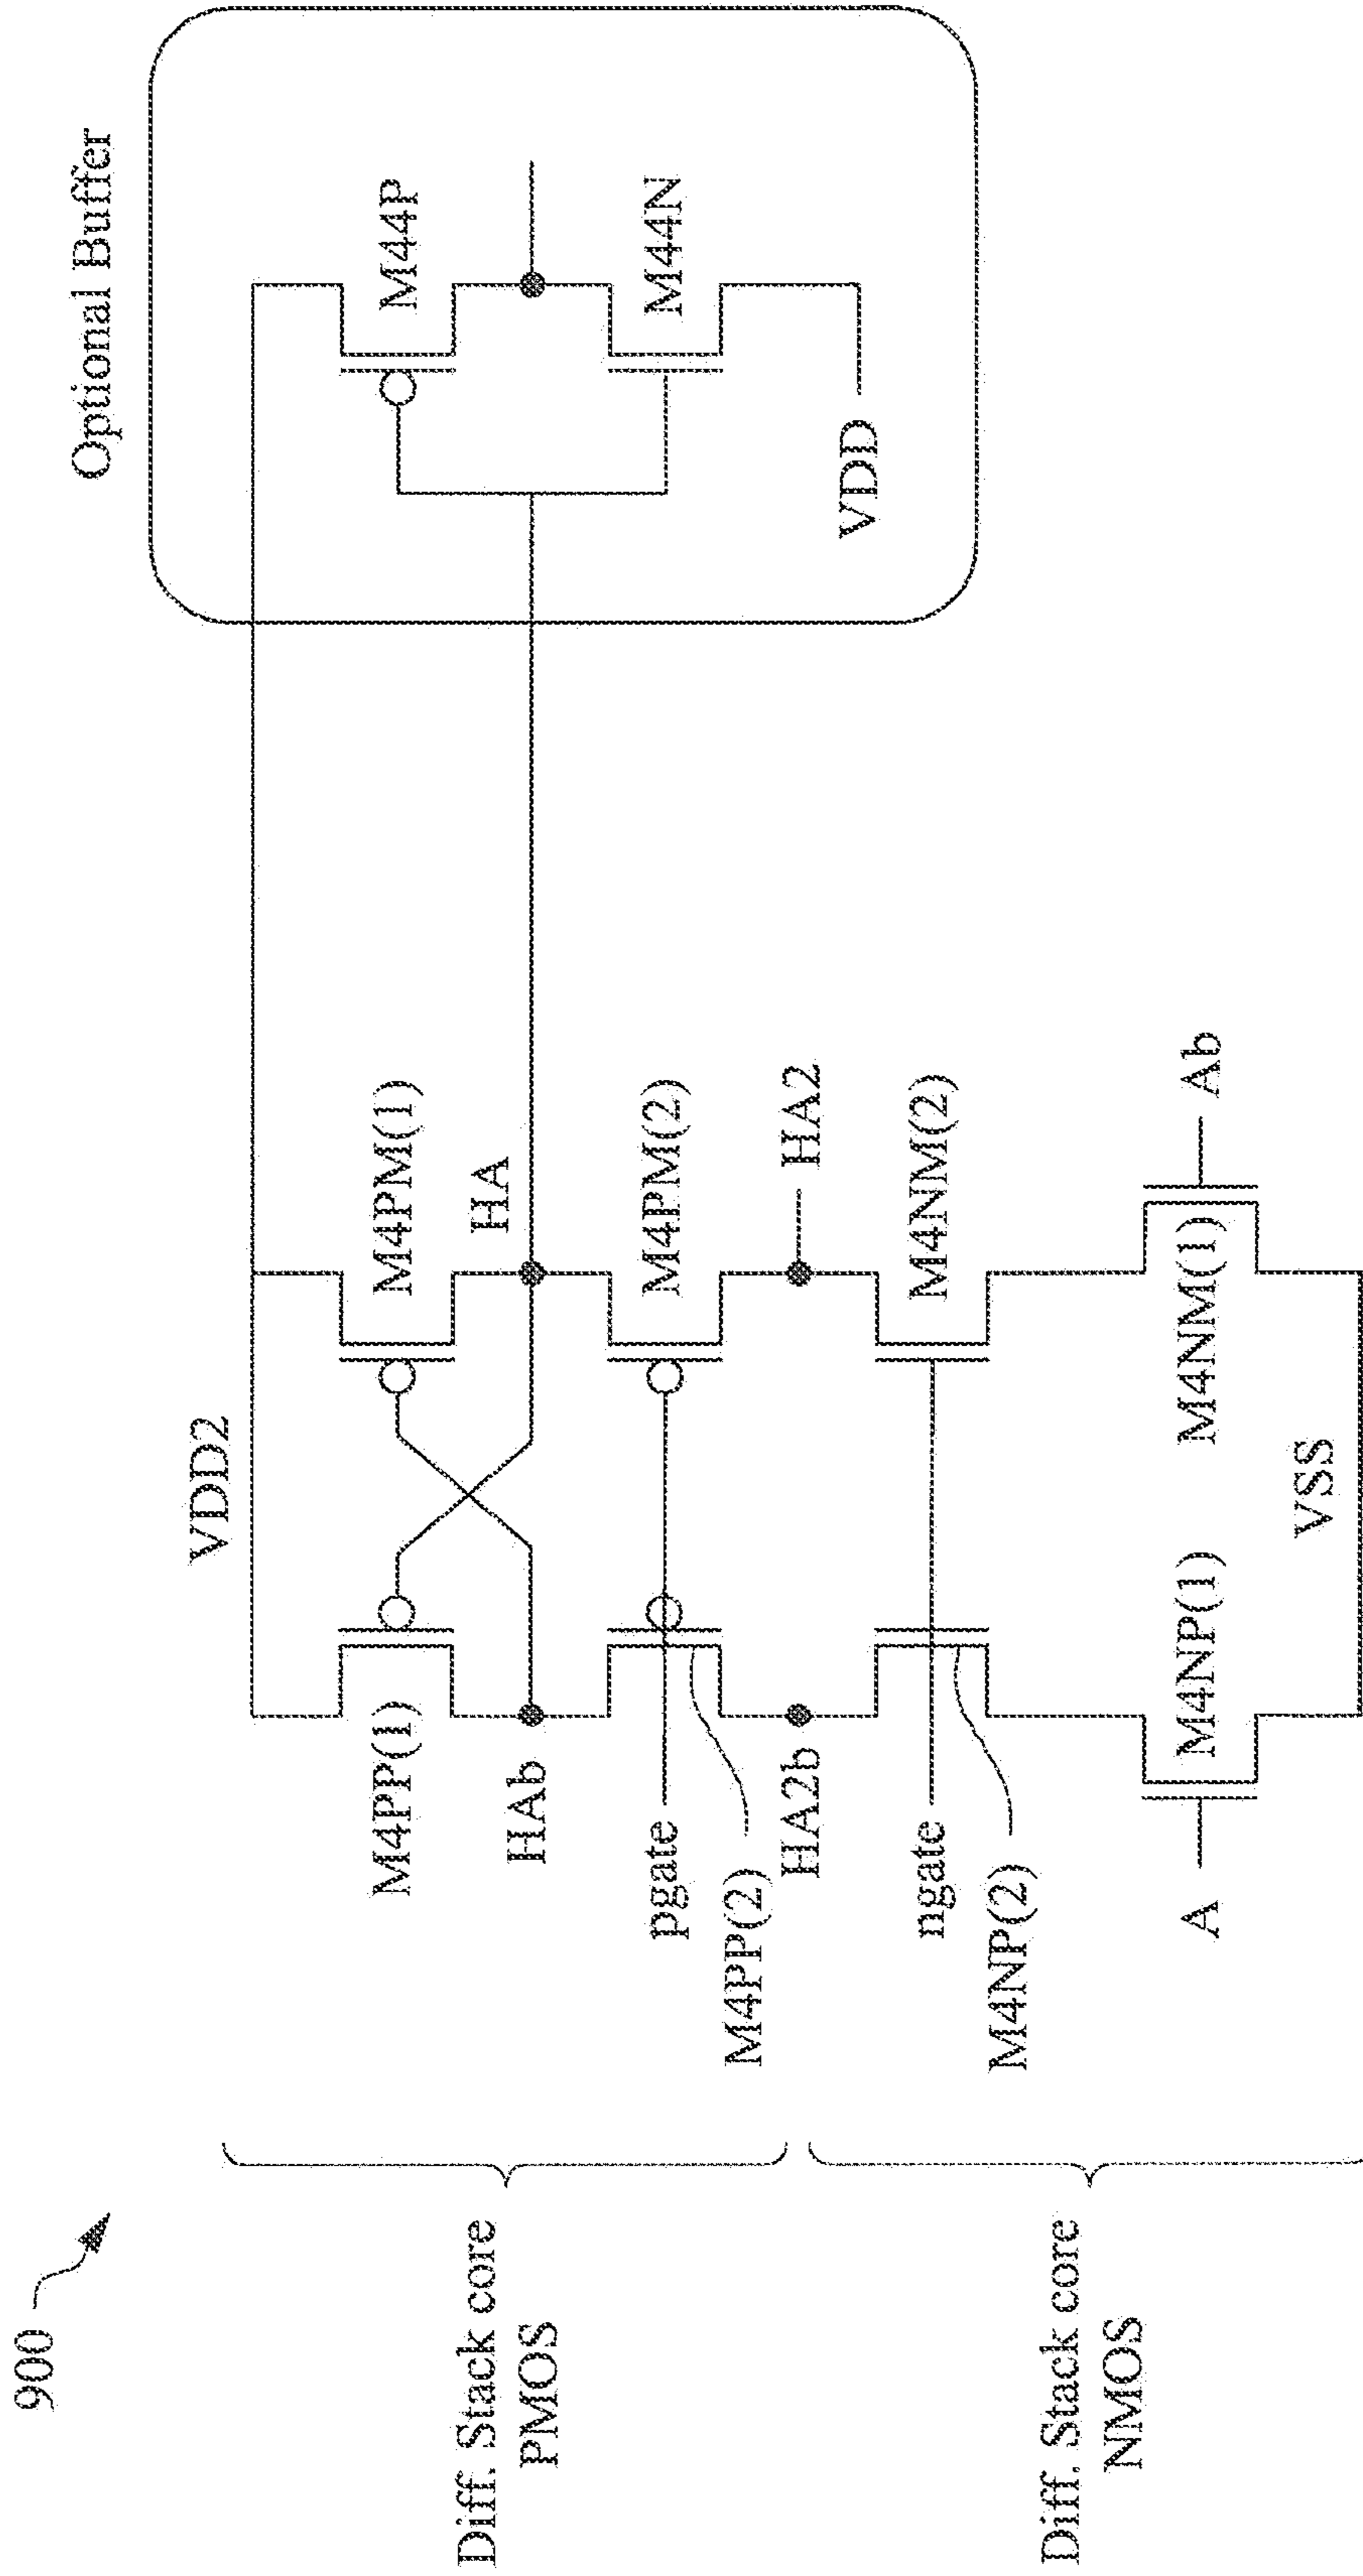 900
Optional Buffer
VDD2
M4PP(1)
M4PM(1)
M44P
HAb
HA
pgate
M4PM(2)
M44N
M4PP(2)
HA2b
HA2
VDD
ngate
M4NM(2)
M4NP(2)
A
M4NP(1)
M4NM(1)
Ab
VSS
Diff. Stack core
PMOS
Diff. Stack core
NMOS